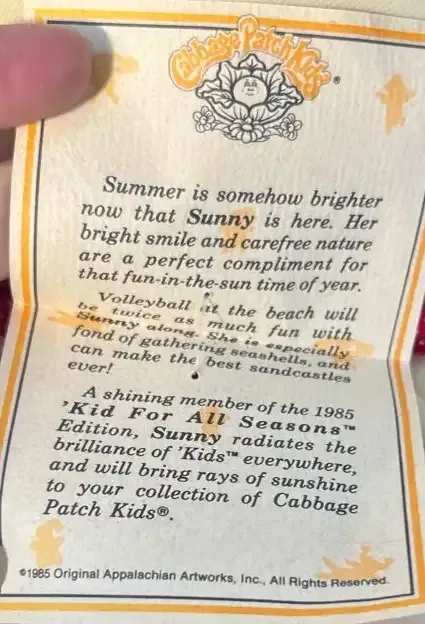 Cabbage Patch Kids®
Summer is somehow brighter
now that Sunny is here. Her
bright smile and carefree nature
are a perfect compliment for
that fun-in-the-sun time of year.
Volleyball at the beach will
be twice as much fun with
Sunny along. She is especially
fond of gathering seashells, and
can make the best sandcastles
ever!
A shining member of the 1985
'Kid For All Seasons™
Edition, Sunny radiates the
brilliance of 'Kids™ everywhere,
and will bring rays of sunshine
to your collection of Cabbage
Patch Kids®.
©1985 Original Appalachian Artworks, Inc., All Rights Reserved.